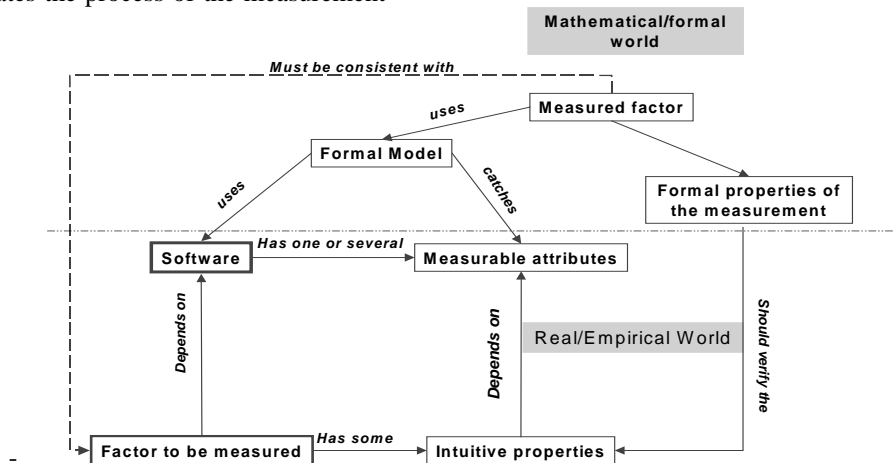 ates the process of the measurement
Mathematical/formal
world
Must be consistent with
Measured factor
uses
Formal Model
catches
uses
Formal properties of
the measurement
Has one or several
Software
Measurable attributes
Depends on
Depends on
Real/Empirical World
Should verify the
Has some
Factor to be measured
Intuitive properties